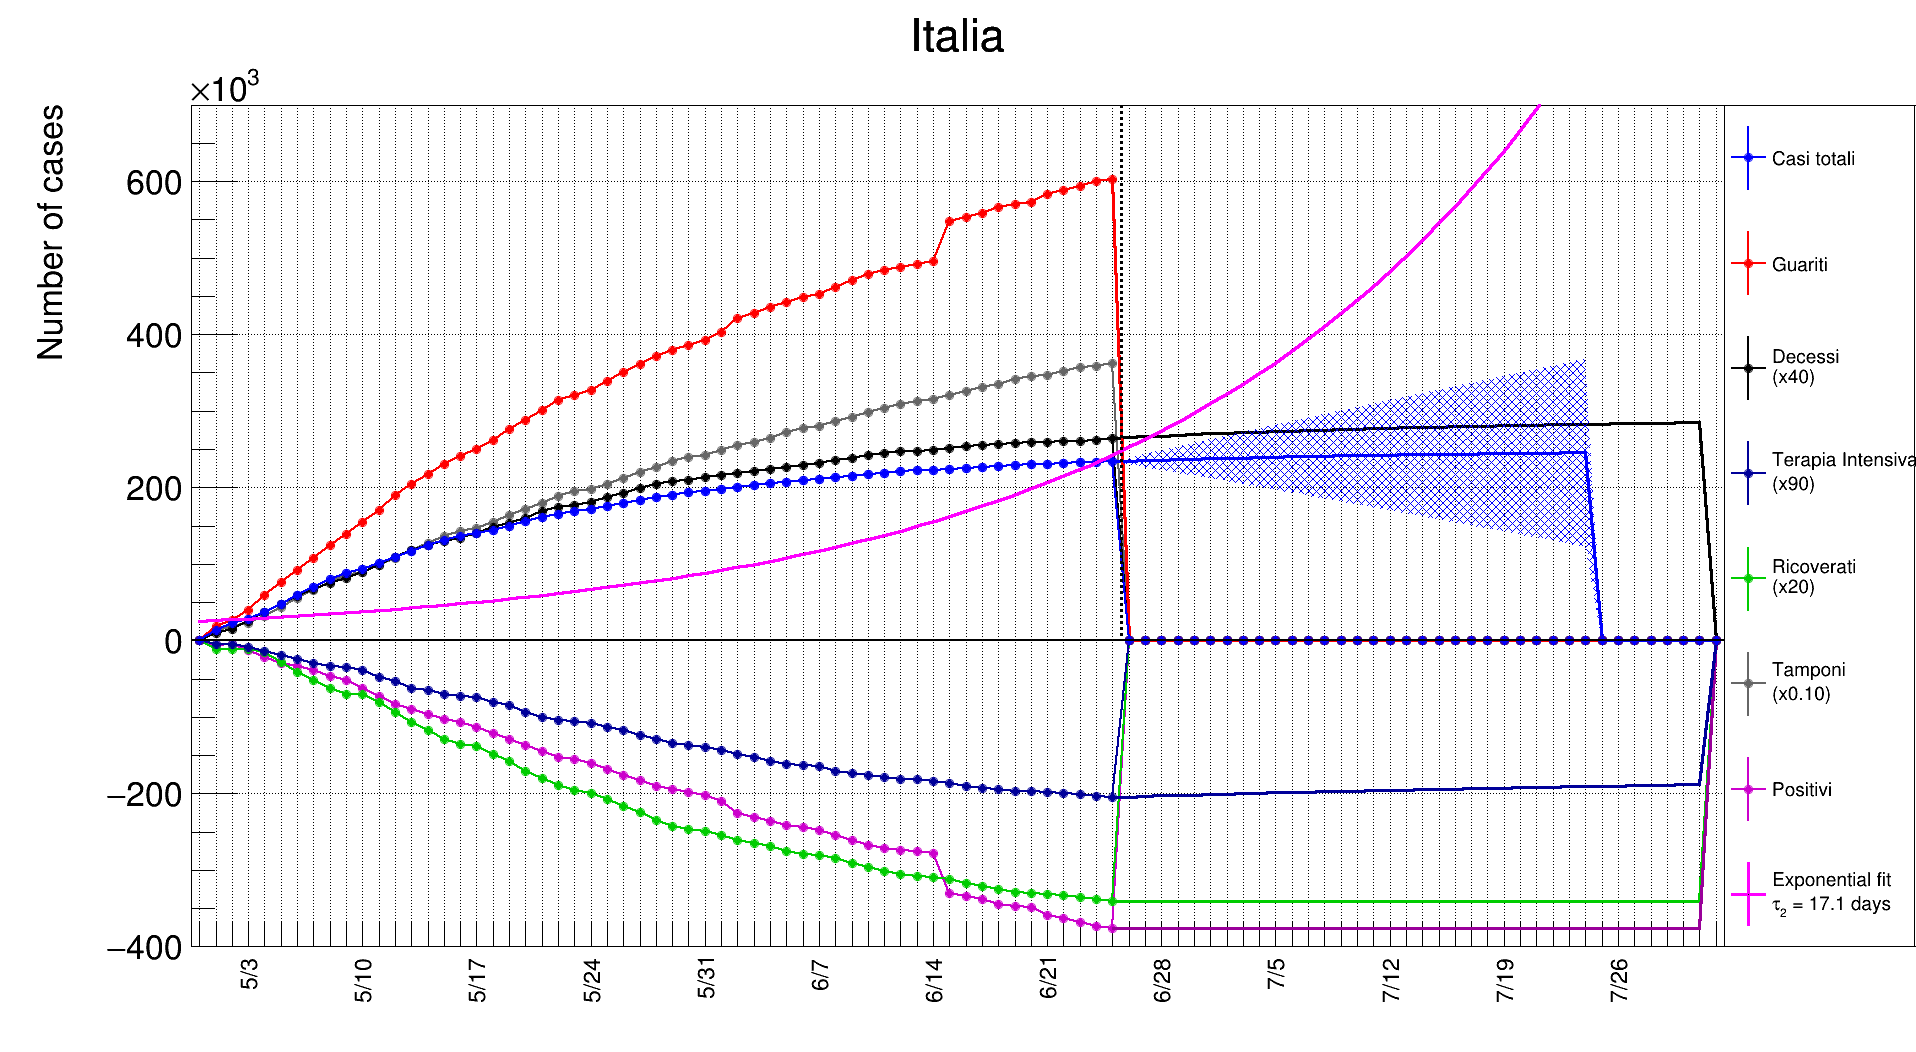 Italia
×10³
Number of cases
600
400
200
0
−200
−400
5/3
5/10
5/17
5/24
5/31
6/7
6/14
6/21
6/28
7/5
7/12
7/19
7/26
Casi totali
Guariti
Decessi
(x40)
Terapia Intensiva
(x90)
Ricoverati
(x20)
Tamponi
(x0.10)
Positivi
Exponential fit
τ₂ = 17.1 days